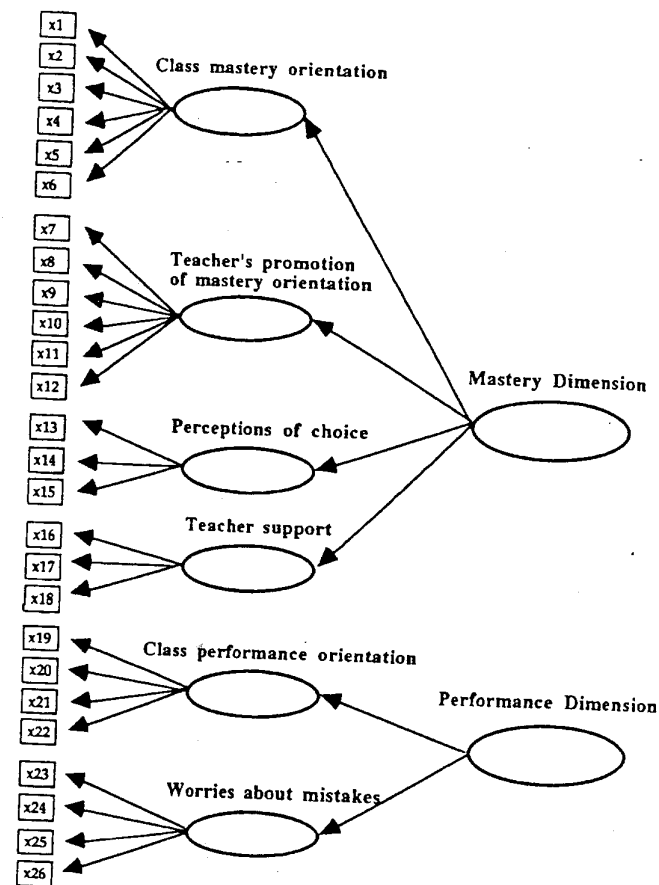 x1
x2
Class mastery orientation
x3
x4
x5
x6
x7
x8
Teacher's promotion
of mastery orientation
x9
x10
x11
x12
Mastery Dimension
x13
Perceptions of choice
x14
x15
Teacher support
x16
x17
x18
x19
Class performance orientation
x20
x21
x22
Performance Dimension
x23
Worries about mistakes
x24
x25
x26